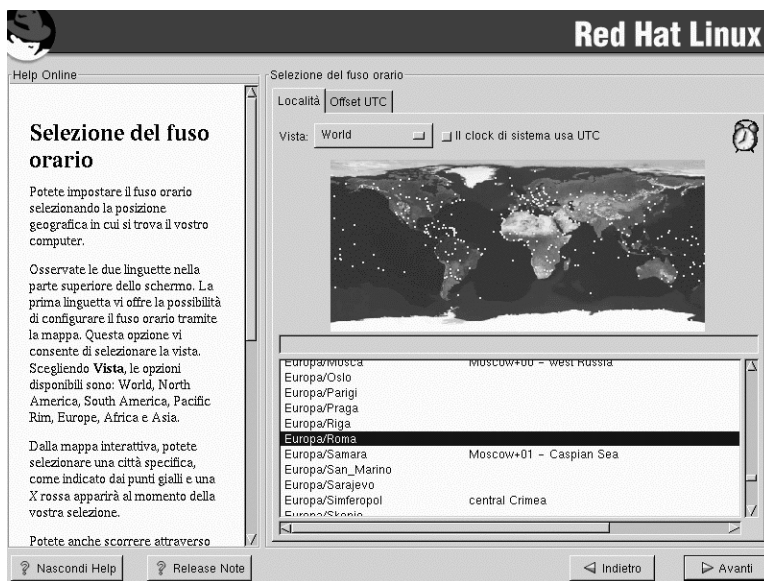 Red Hat Linux
Help Online
Selezione del fuso
orario
Potete impostare il fuso orario
selezionando la posizione
geografica in cui si trova il vostro
computer.
Osservate le due linguette nella
parte superiore dello schermo. La
prima linguetta vi offre la possibilità
di configurare il fuso orario tramite
la mappa. Questa opzione vi
consente di selezionare la vista.
Scegliendo Vista, le opzioni
disponibili sono: World, North
America, South America, Pacific
Rim, Europe, Africa e Asia.
Dalla mappa interattiva, potete
selezionare una città specifica,
come indicato dai punti gialli e una
X rossa apparirà al momento della
vostra selezione.
Potete anche scorrere attraverso
Selezione del fuso orario
Località Offset UTC
Vista: World Il clock di sistema usa UTC
Europa/Mosca Moscow+00 - west Russia
Europa/Oslo
Europa/Parigi
Europa/Praga
Europa/Riga
Europa/Roma
Europa/Samara Moscow+01 - Caspian Sea
Europa/San_Marino
Europa/Sarajevo
Europa/Simferopol central Crimea
Europa/Skopje
Nascondi Help Release Note Indietro Avanti